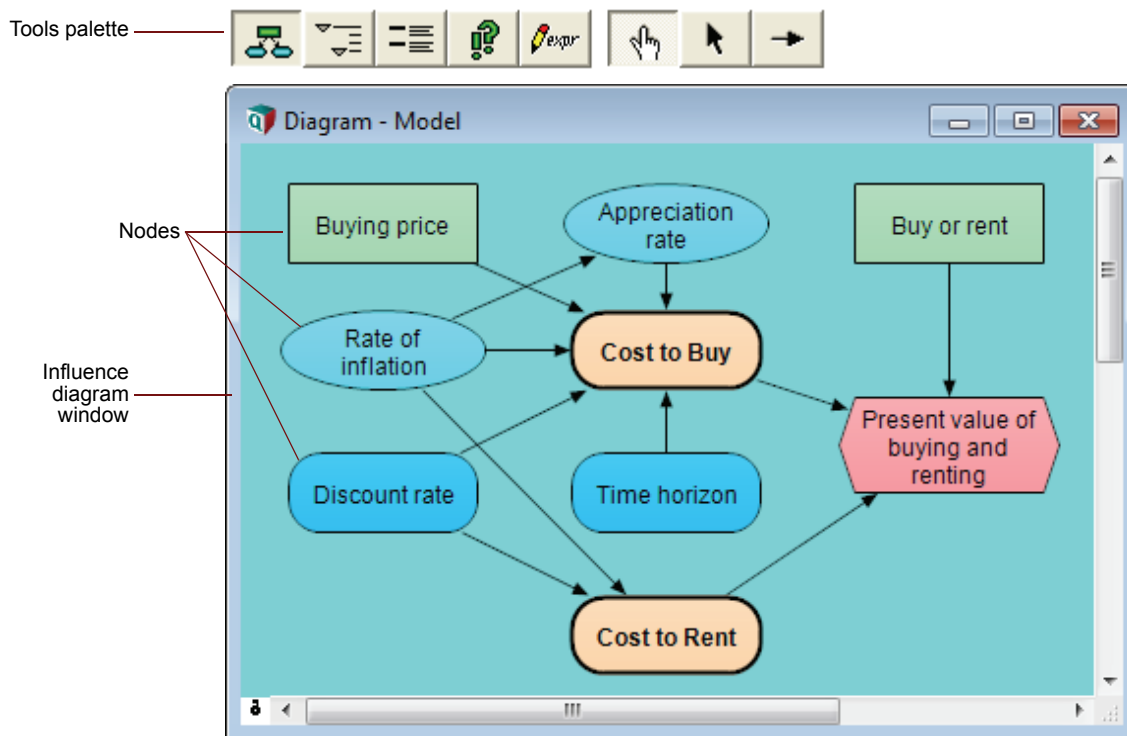 Tools palette
expr
Diagram - Model
Buying price
Appreciation
rate
Buy or rent
Nodes
Rate of
inflation
Cost to Buy
Influence
diagram
window
Present value of
buying and
renting
Discount rate
Time horizon
Cost to Rent